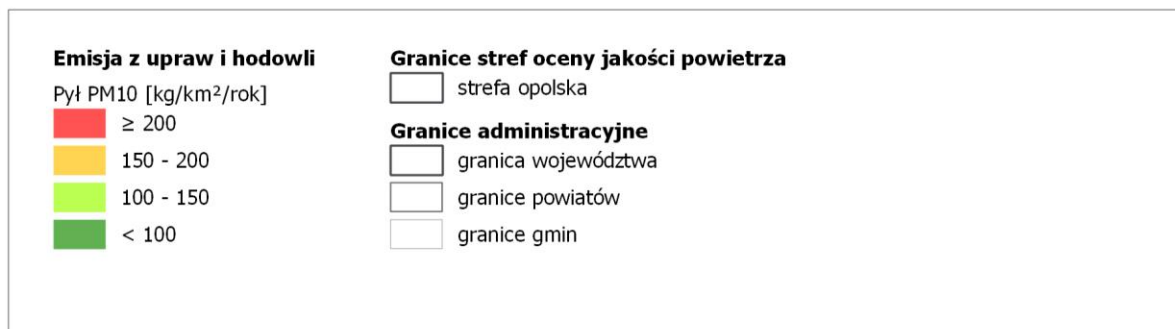 Emisja z upraw i hodowli
Pył PM10 [kg/km²/rok]
≥ 200
150 - 200
100 - 150
< 100
Granice stref oceny jakości powietrza
strefa opolska
Granice administracyjne
granica województwa
granice powiatów
granice gmin